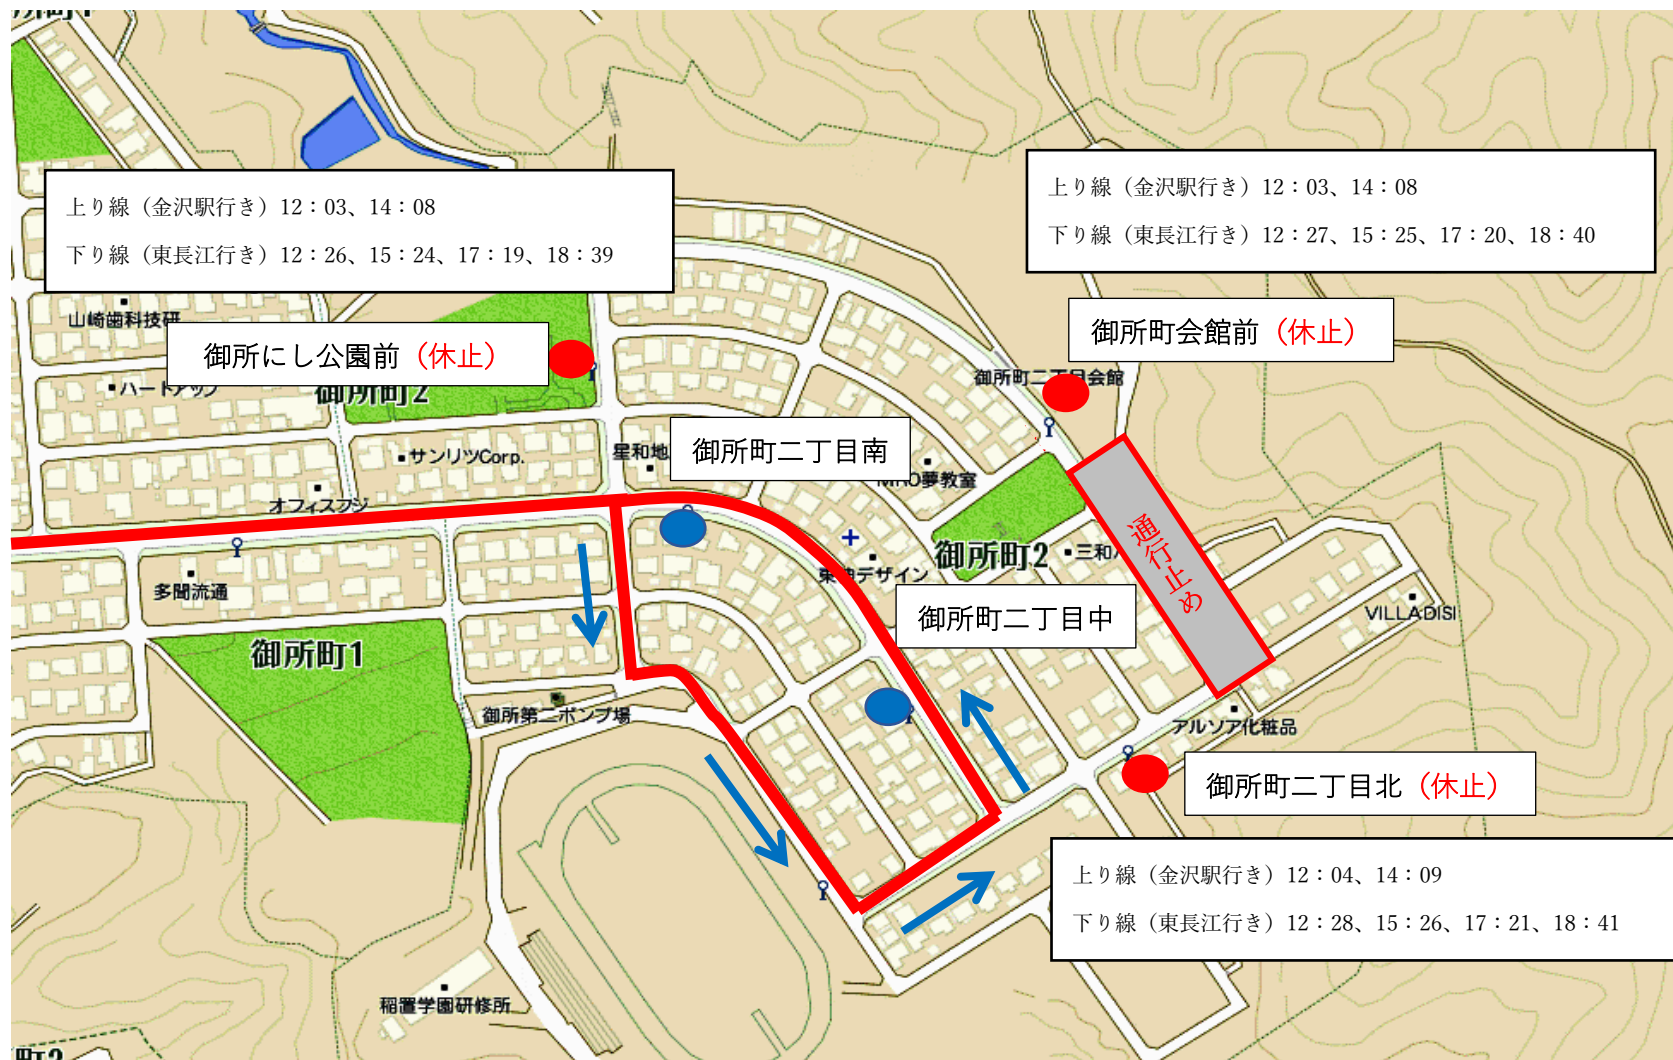 上り線（金沢駅行き）12：03、14：08
下り線（東長江行き）12：26、15：24、17：19、18：39
上り線（金沢駅行き）12：03、14：08
下り線（東長江行き）12：27、15：25、17：20、18：40
山崎歯科技研
御所にし公園前（休止）
御所町会館前（休止）
ハートアップ
御所町2
御所町二丁目会館
サンリツCorp.
星和地
御所町二丁目南
MRO夢教室
オフィスフジ
通行止め
御所町2
三和
多聞流通
デザイン
御所町二丁目中
VILLADISI
御所町1
御所第二ポンプ場
アルソア化粧品
御所町二丁目北（休止）
上り線（金沢駅行き）12：04、14：09
下り線（東長江行き）12：28、15：26、17：21、18：41
稲置学園研修所